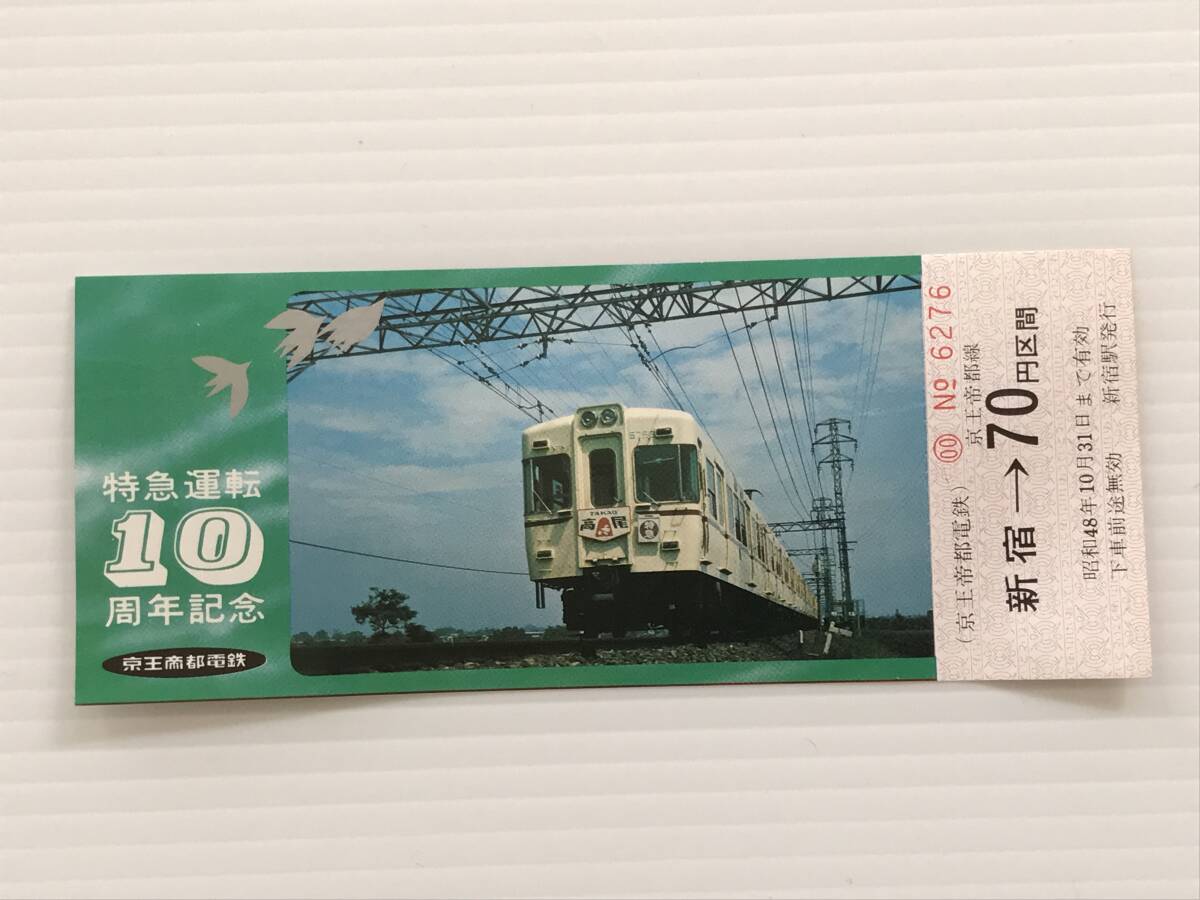 特急運転
10
周年記念
京王帝都電鉄
TAKAO
高尾
00 No 6276
(京王帝都電鉄) 京王帝都線
新宿→70円区間
昭和48年10月31日まで有効
下車前途無効 新宿駅発行